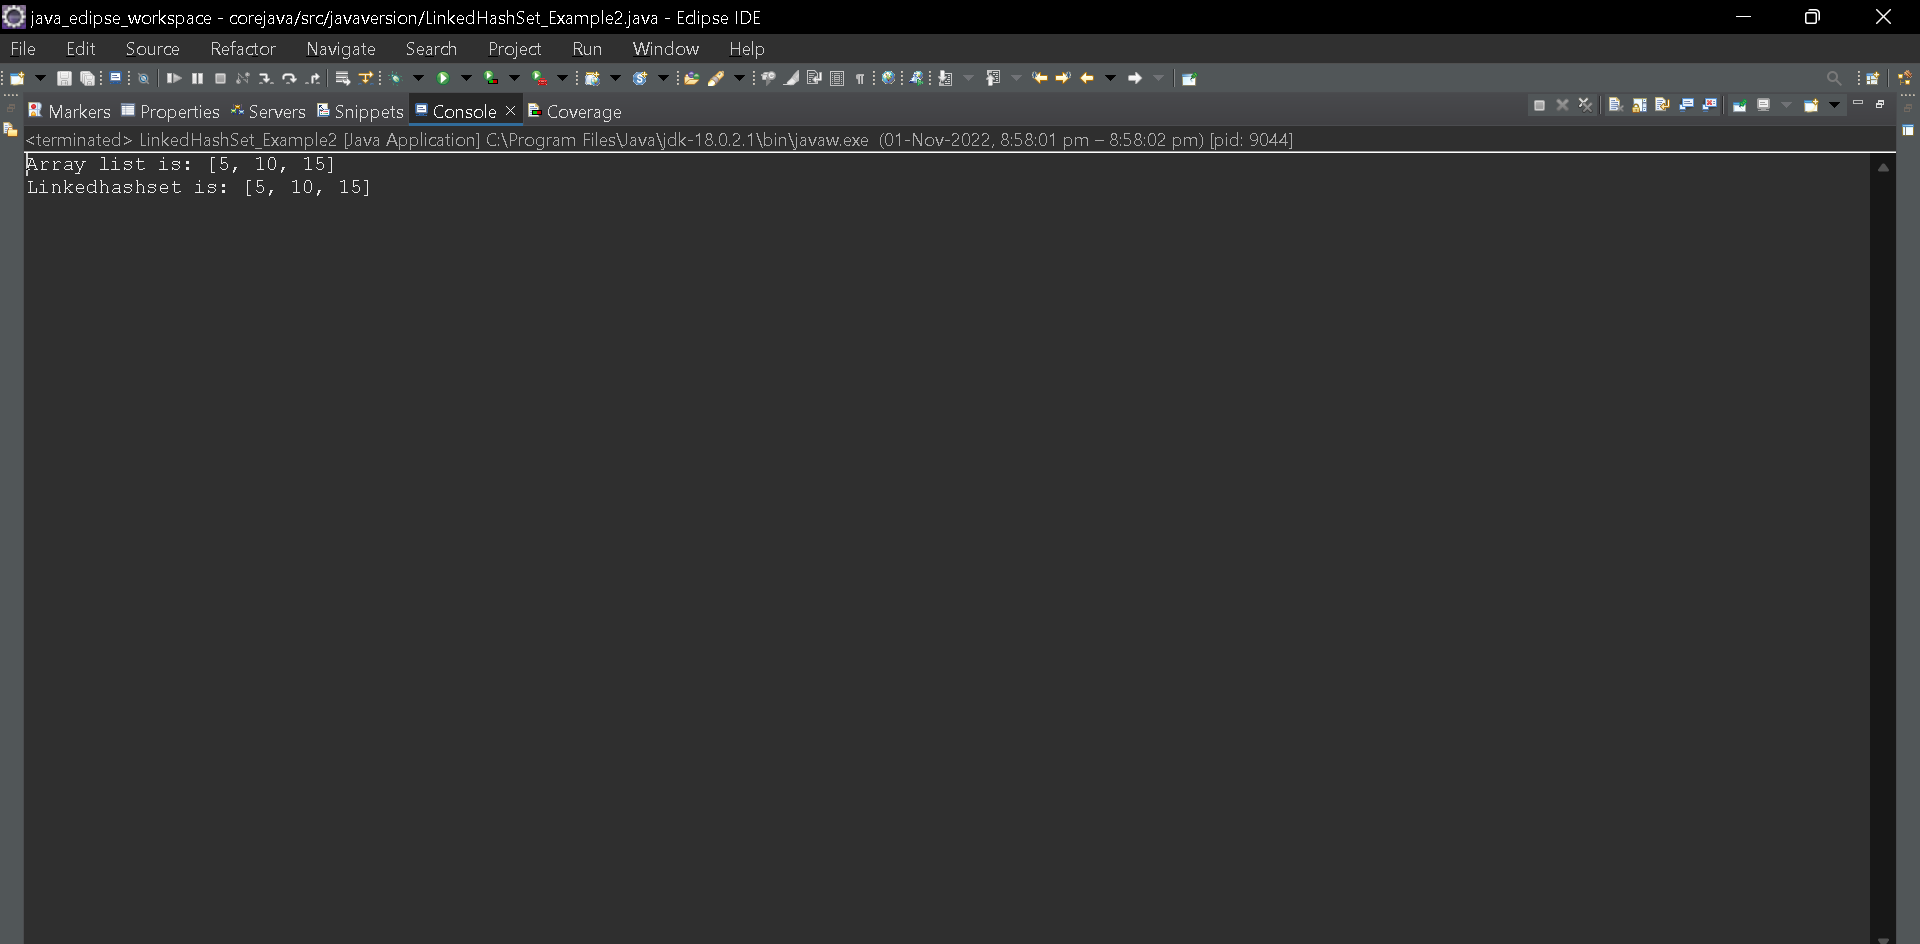 java_eclipse_workspace - corejava/src/javaversion/LinkedHashSet_Example2.java - Eclipse IDE
File Edit Source Refactor Navigate Search Project Run Window Help
Markers Properties Servers Snippets Console Coverage
<terminated> LinkedHashSet_Example2 [Java Application] C:\Program Files\Java\jdk-18.0.2.1\bin\javaw.exe (01-Nov-2022, 8:58:01 pm – 8:58:02 pm) [pid: 9044]
Array list is: [5, 10, 15]
Linkedhashset is: [5, 10, 15]